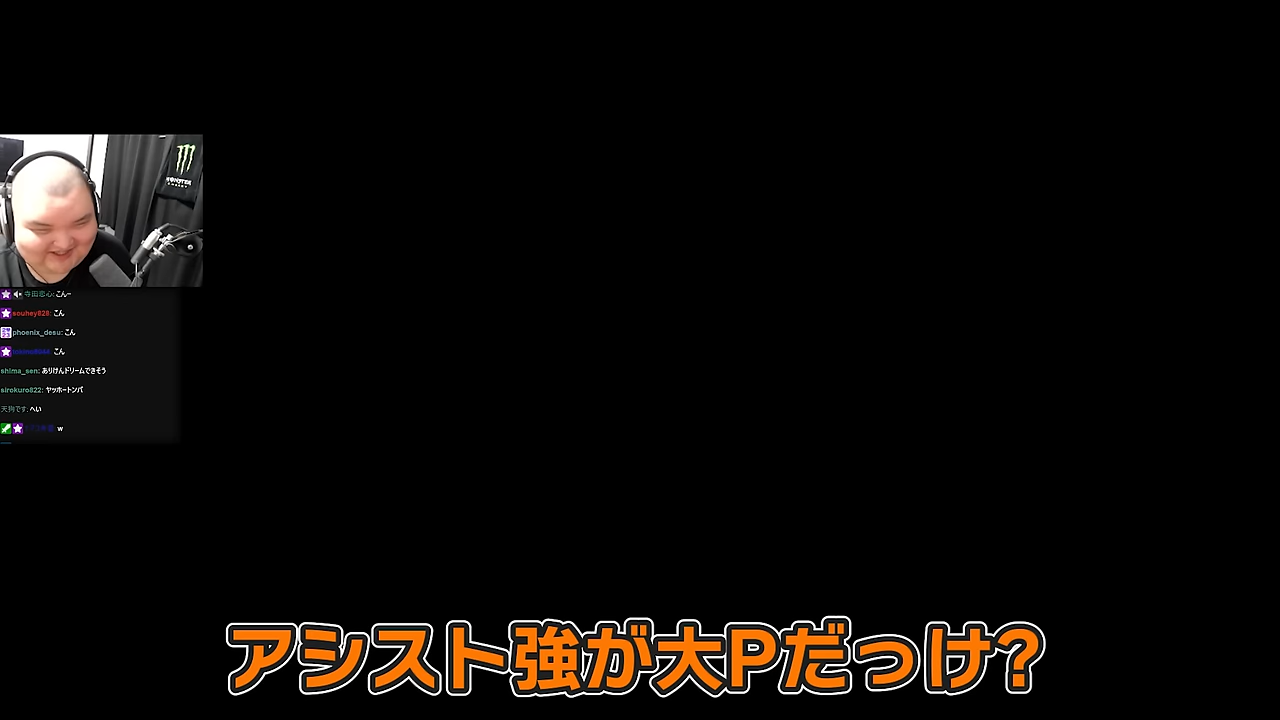 MONSTER
寺田恋心: こんー
souhey828: こん
phoenix_desu: こん
こん
shima_sen: ありけんドリームできそう
sirokuro822: ヤッホートンパ
天狗です: へい
w
アシスト強が大Pだっけ?